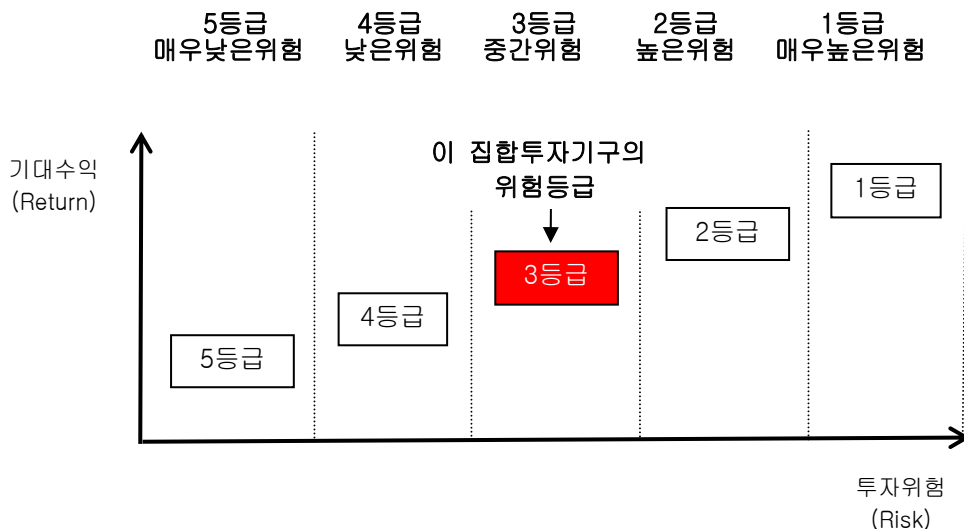 5등급 4등급 3등급 2등급 1등급
매우낮은위험 낮은위험 중간위험 높은위험 매우높은위험
기대수익
(Return)
이 집합투자기구의
위험등급
1등급
2등급
3등급
4등급
5등급
투자위험
(Risk)